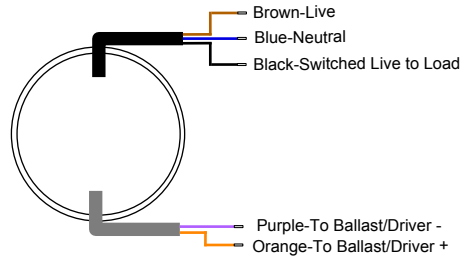 Brown-Live
Blue-Neutral
Black-Switched Live to Load
Purple-To Ballast/Driver -
Orange-To Ballast/Driver +